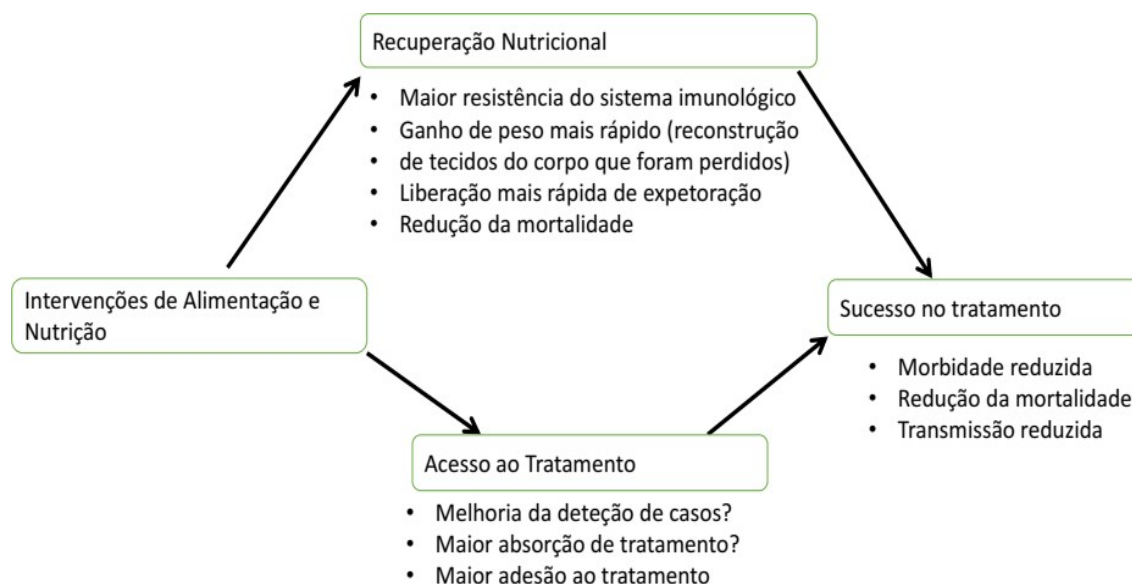 Recuperação Nutricional
• Maior resistência do sistema imunológico
• Ganho de peso mais rápido (reconstrução
• de tecidos do corpo que foram perdidos)
• Liberação mais rápida de expetoração
• Redução da mortalidade
Intervenções de Alimentação e
Nutrição
Sucesso no tratamento
• Morbidade reduzida
• Redução da mortalidade
• Transmissão reduzida
Acesso ao Tratamento
• Melhoria da deteção de casos?
• Maior absorção de tratamento?
• Maior adesão ao tratamento